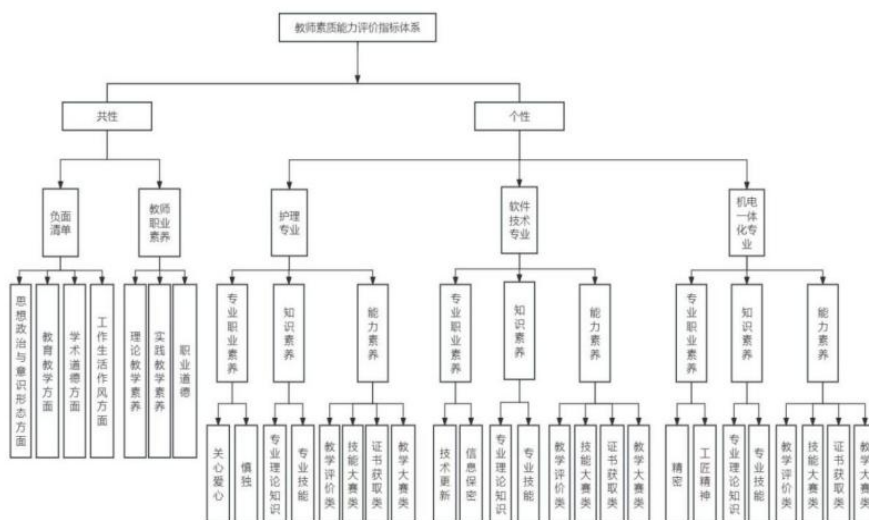 教师素质能力评价指标体系
共性
个性
负面
清单
教师
职业
素养
护理
专业
软件
技术
专业
机电
一体
化专
业
思想政治与意识形态方面
教育教学方面
学术道德方面
工作生活作风方面
理论教学素养
实践教学素养
职业道德
专业职业素养
知识素养
能力素养
专业职业素养
知识素养
能力素养
专业职业素养
知识素养
能力素养
关心爱心
慎独
专业理论知识
专业技能
教学评价类
技能大赛类
证书获取类
教学大赛类
技术更新
信息保密
专业理论知识
专业技能
教学评价类
技能大赛类
证书获取类
教学大赛类
精密
工匠精神
专业理论知识
专业技能
教学评价类
技能大赛类
证书获取类
教学大赛类